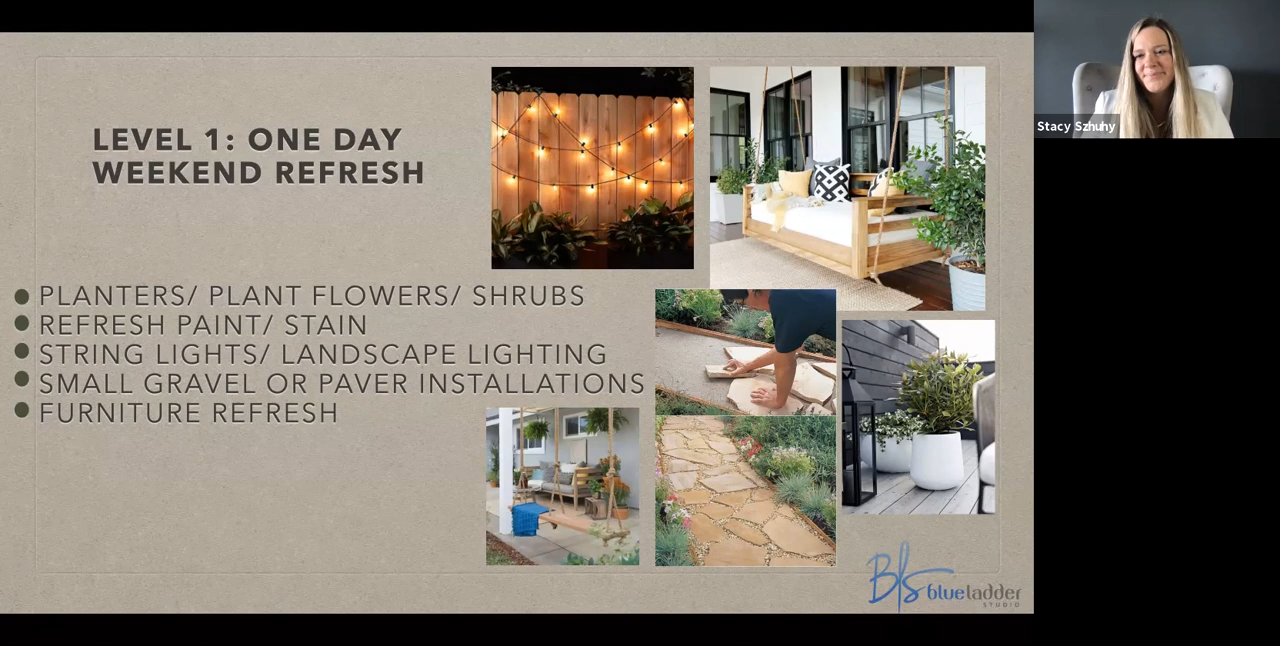 LEVEL 1: ONE DAY
WEEKEND REFRESH
PLANTERS/ PLANT FLOWERS/ SHRUBS
REFRESH PAINT/ STAIN
STRING LIGHTS/ LANDSCAPE LIGHTING
SMALL GRAVEL OR PAVER INSTALLATIONS
FURNITURE REFRESH
BLS blueladder
STUDIO
Stacy Szhuhy